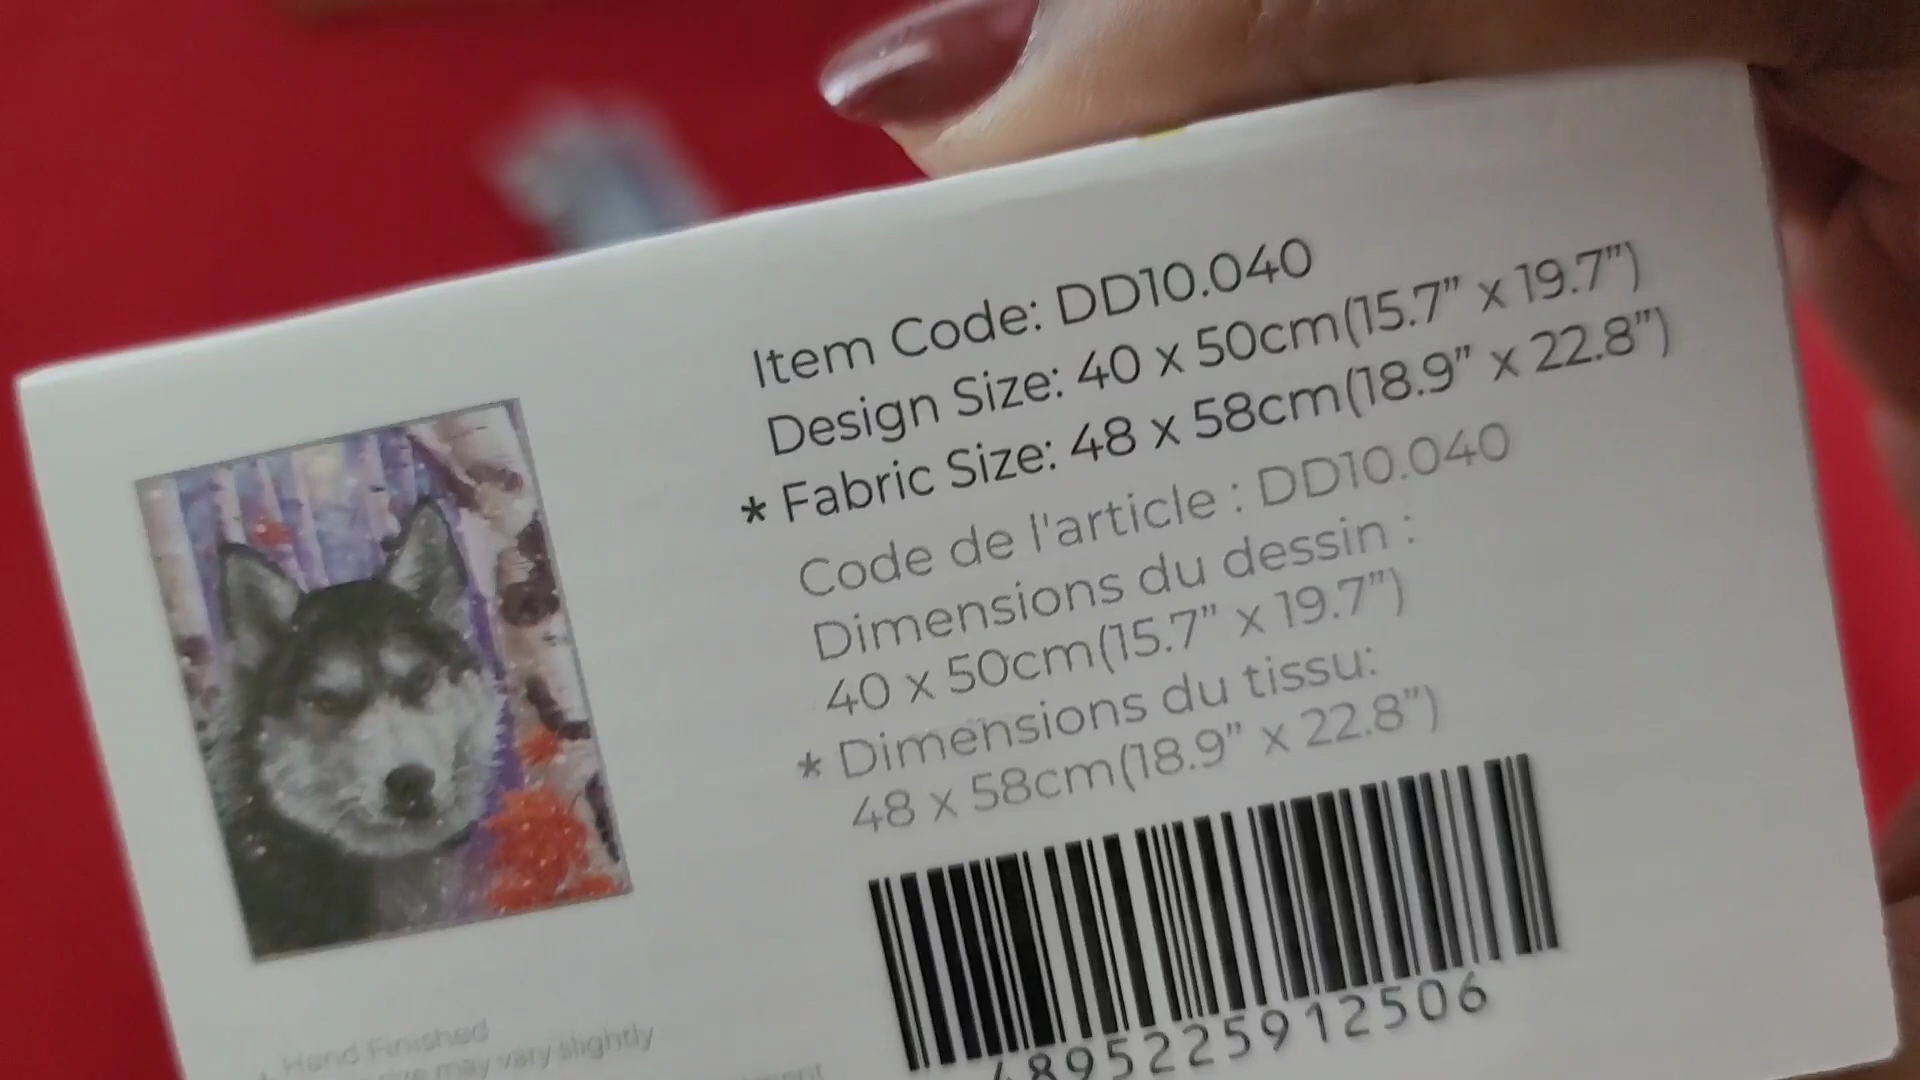 Item Code: DD10.040
Design Size: 40 x 50cm(15.7" x 19.7")
* Fabric Size: 48 x 58cm(18.9" x 22.8")
Code de l'article : DD10.040
Dimensions du dessin :
40 x 50cm(15.7" x 19.7")
* Dimensions du tissu:
48 x 58cm(18.9" x 22.8")
4895225912506
Hand Finished
may vary slightly